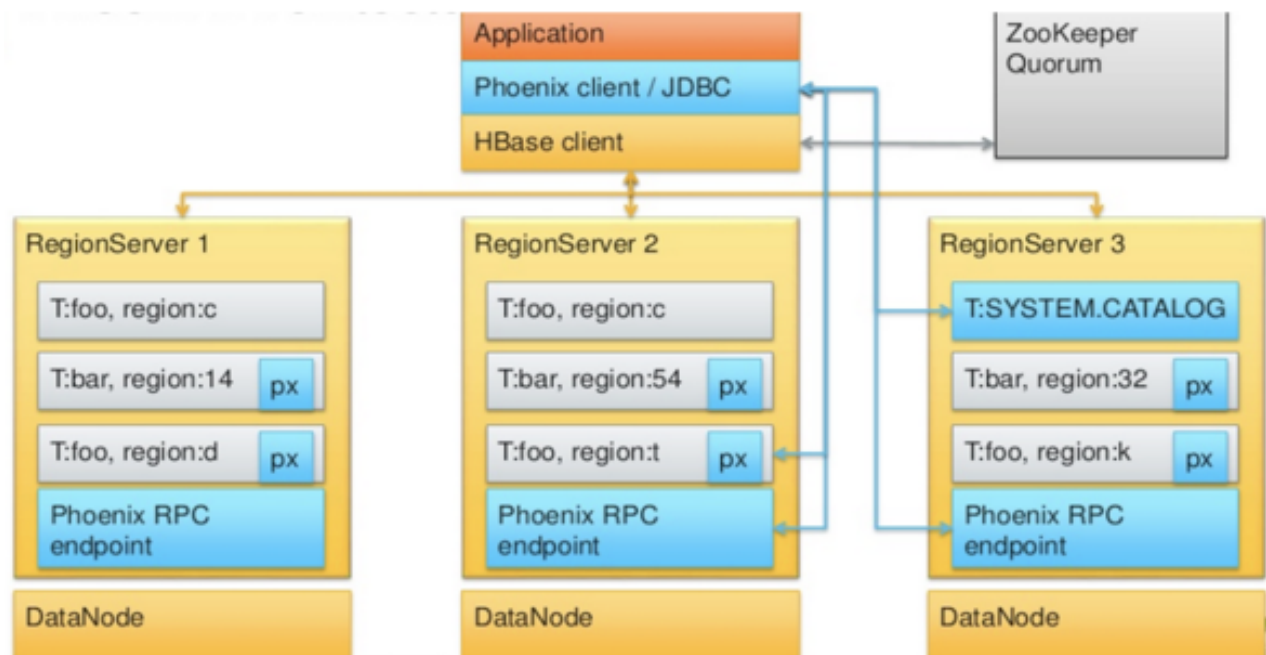 Application
Phoenix client / JDBC
HBase client
ZooKeeper
Quorum
RegionServer 1
T:foo, region:c
T:bar, region:14
px
T:foo, region:d
px
Phoenix RPC
endpoint
DataNode
RegionServer 2
T:foo, region:c
T:bar, region:54
T:foo, region:t
px
Phoenix RPC
endpoint
DataNode
RegionServer 3
T:SYSTEM.CATALOG
T:bar, region:32
px
T:foo, region:k
px
Phoenix RPC
endpoint
DataNode